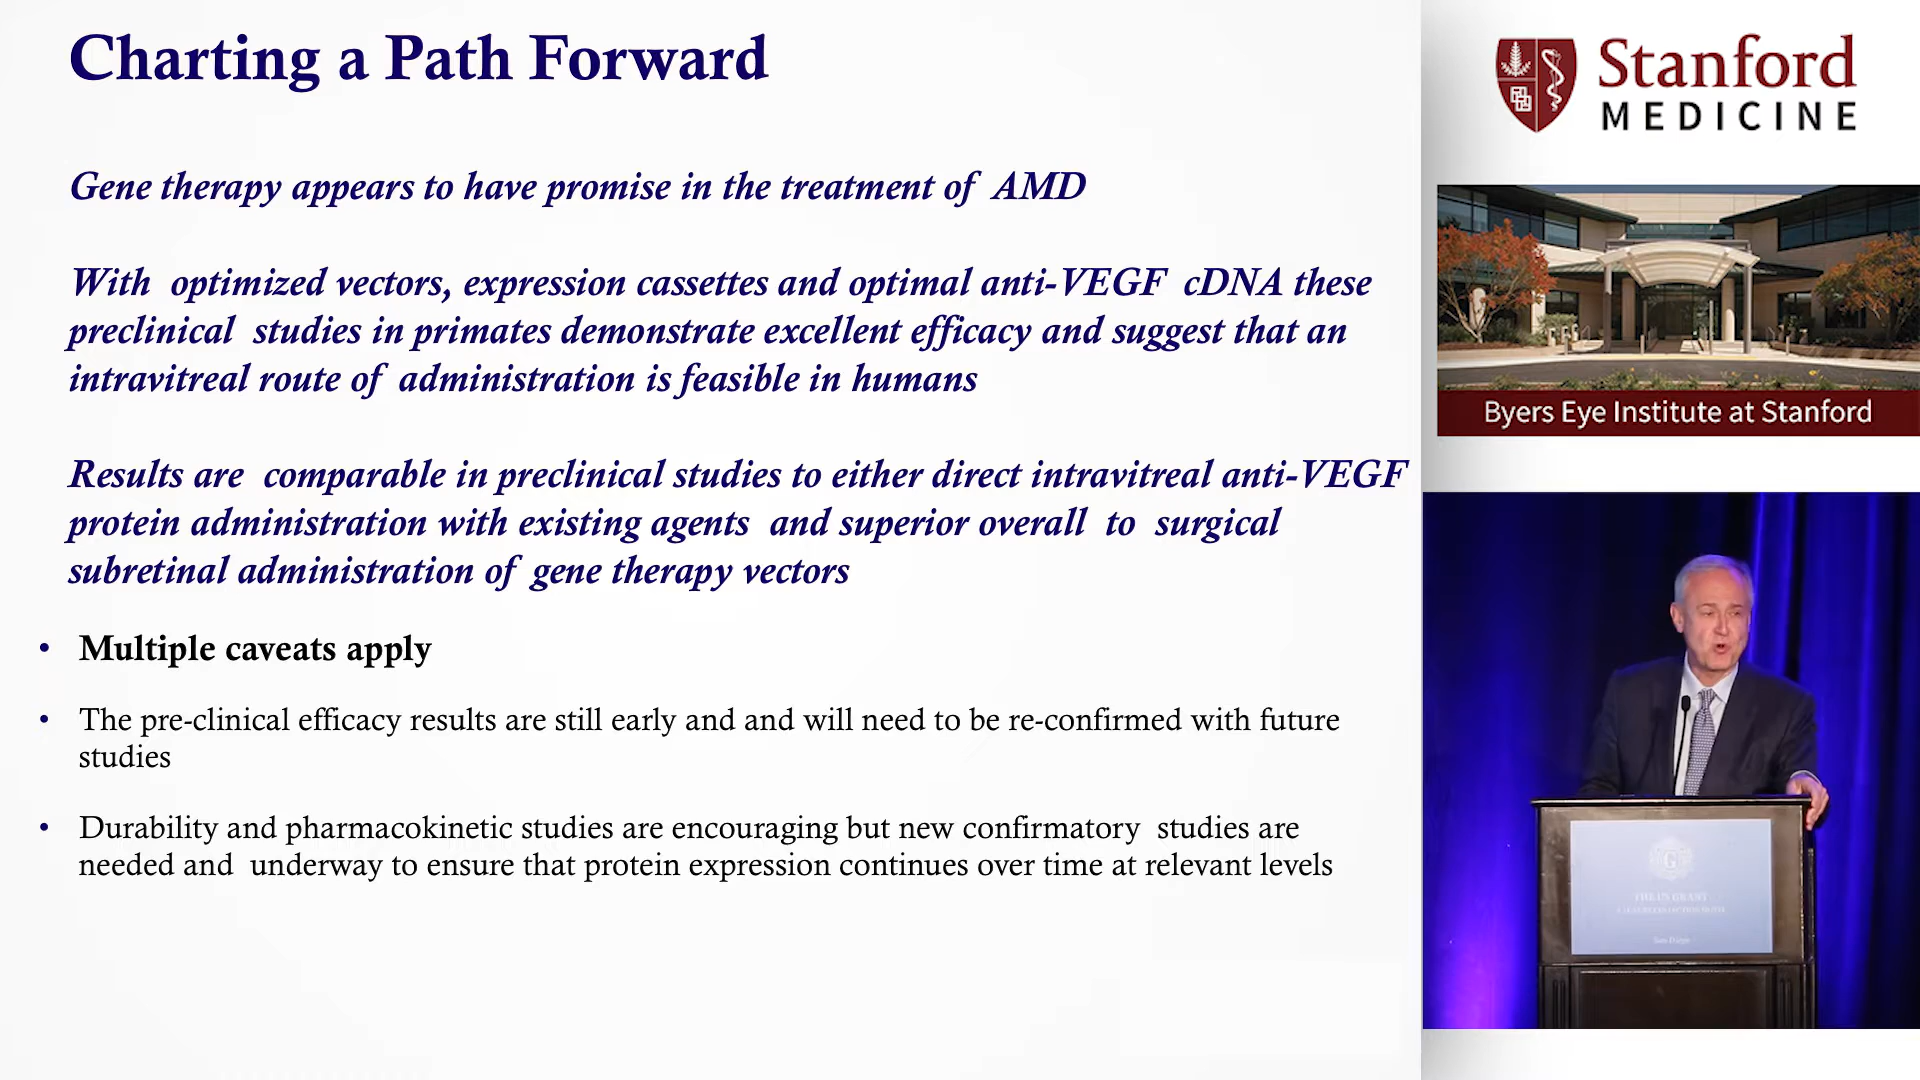 Charting a Path Forward
Gene therapy appears to have promise in the treatment of AMD
With optimized vectors, expression cassettes and optimal anti-VEGF cDNA these
preclinical studies in primates demonstrate excellent efficacy and suggest that an
intravitreal route of administration is feasible in humans
Results are comparable in preclinical studies to either direct intravitreal anti-VEGF
protein administration with existing agents and superior overall to surgical
subretinal administration of gene therapy vectors
• Multiple caveats apply
• The pre-clinical efficacy results are still early and and will need to be re-confirmed with future
studies
• Durability and pharmacokinetic studies are encouraging but new confirmatory studies are
needed and underway to ensure that protein expression continues over time at relevant levels
Stanford
MEDICINE
Byers Eye Institute at Stanford
G
GRANT
San Diego